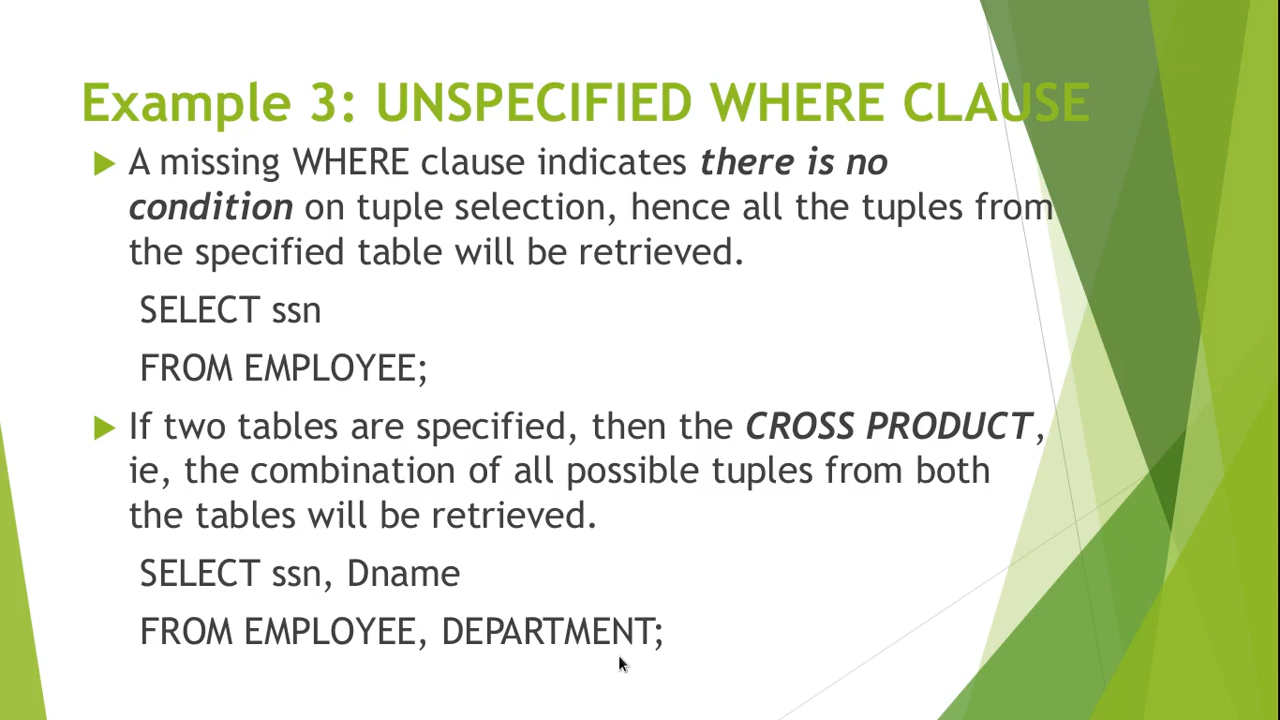 Example 3: UNSPECIFIED WHERE CLAUSE
A missing WHERE clause indicates there is no
condition on tuple selection, hence all the tuples from
the specified table will be retrieved.
SELECT ssn
FROM EMPLOYEE;
If two tables are specified, then the CROSS PRODUCT,
ie, the combination of all possible tuples from both
the tables will be retrieved.
SELECT ssn, Dname
FROM EMPLOYEE, DEPARTMENT;